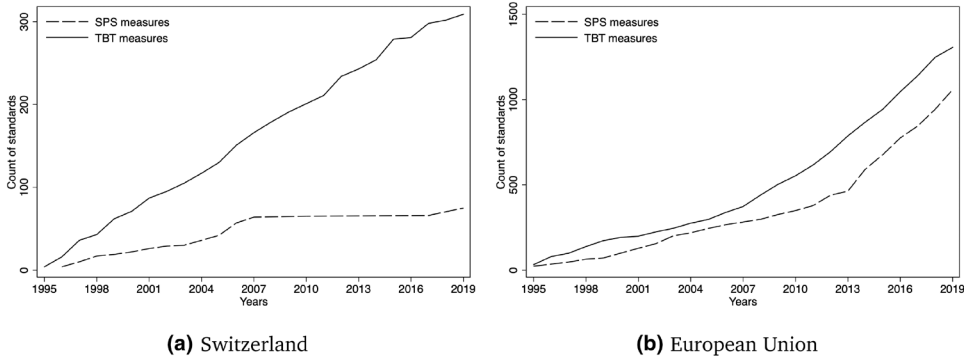 SPS measures
TBT measures
Count of standards
0
100
200
300
1995
1998
2001
2004
2007
2010
2013
2016
2019
Years
(a) Switzerland
SPS measures
TBT measures
Count of standards
0
500
1000
1500
1995
1998
2001
2004
2007
2010
2013
2016
2019
Years
(b) European Union